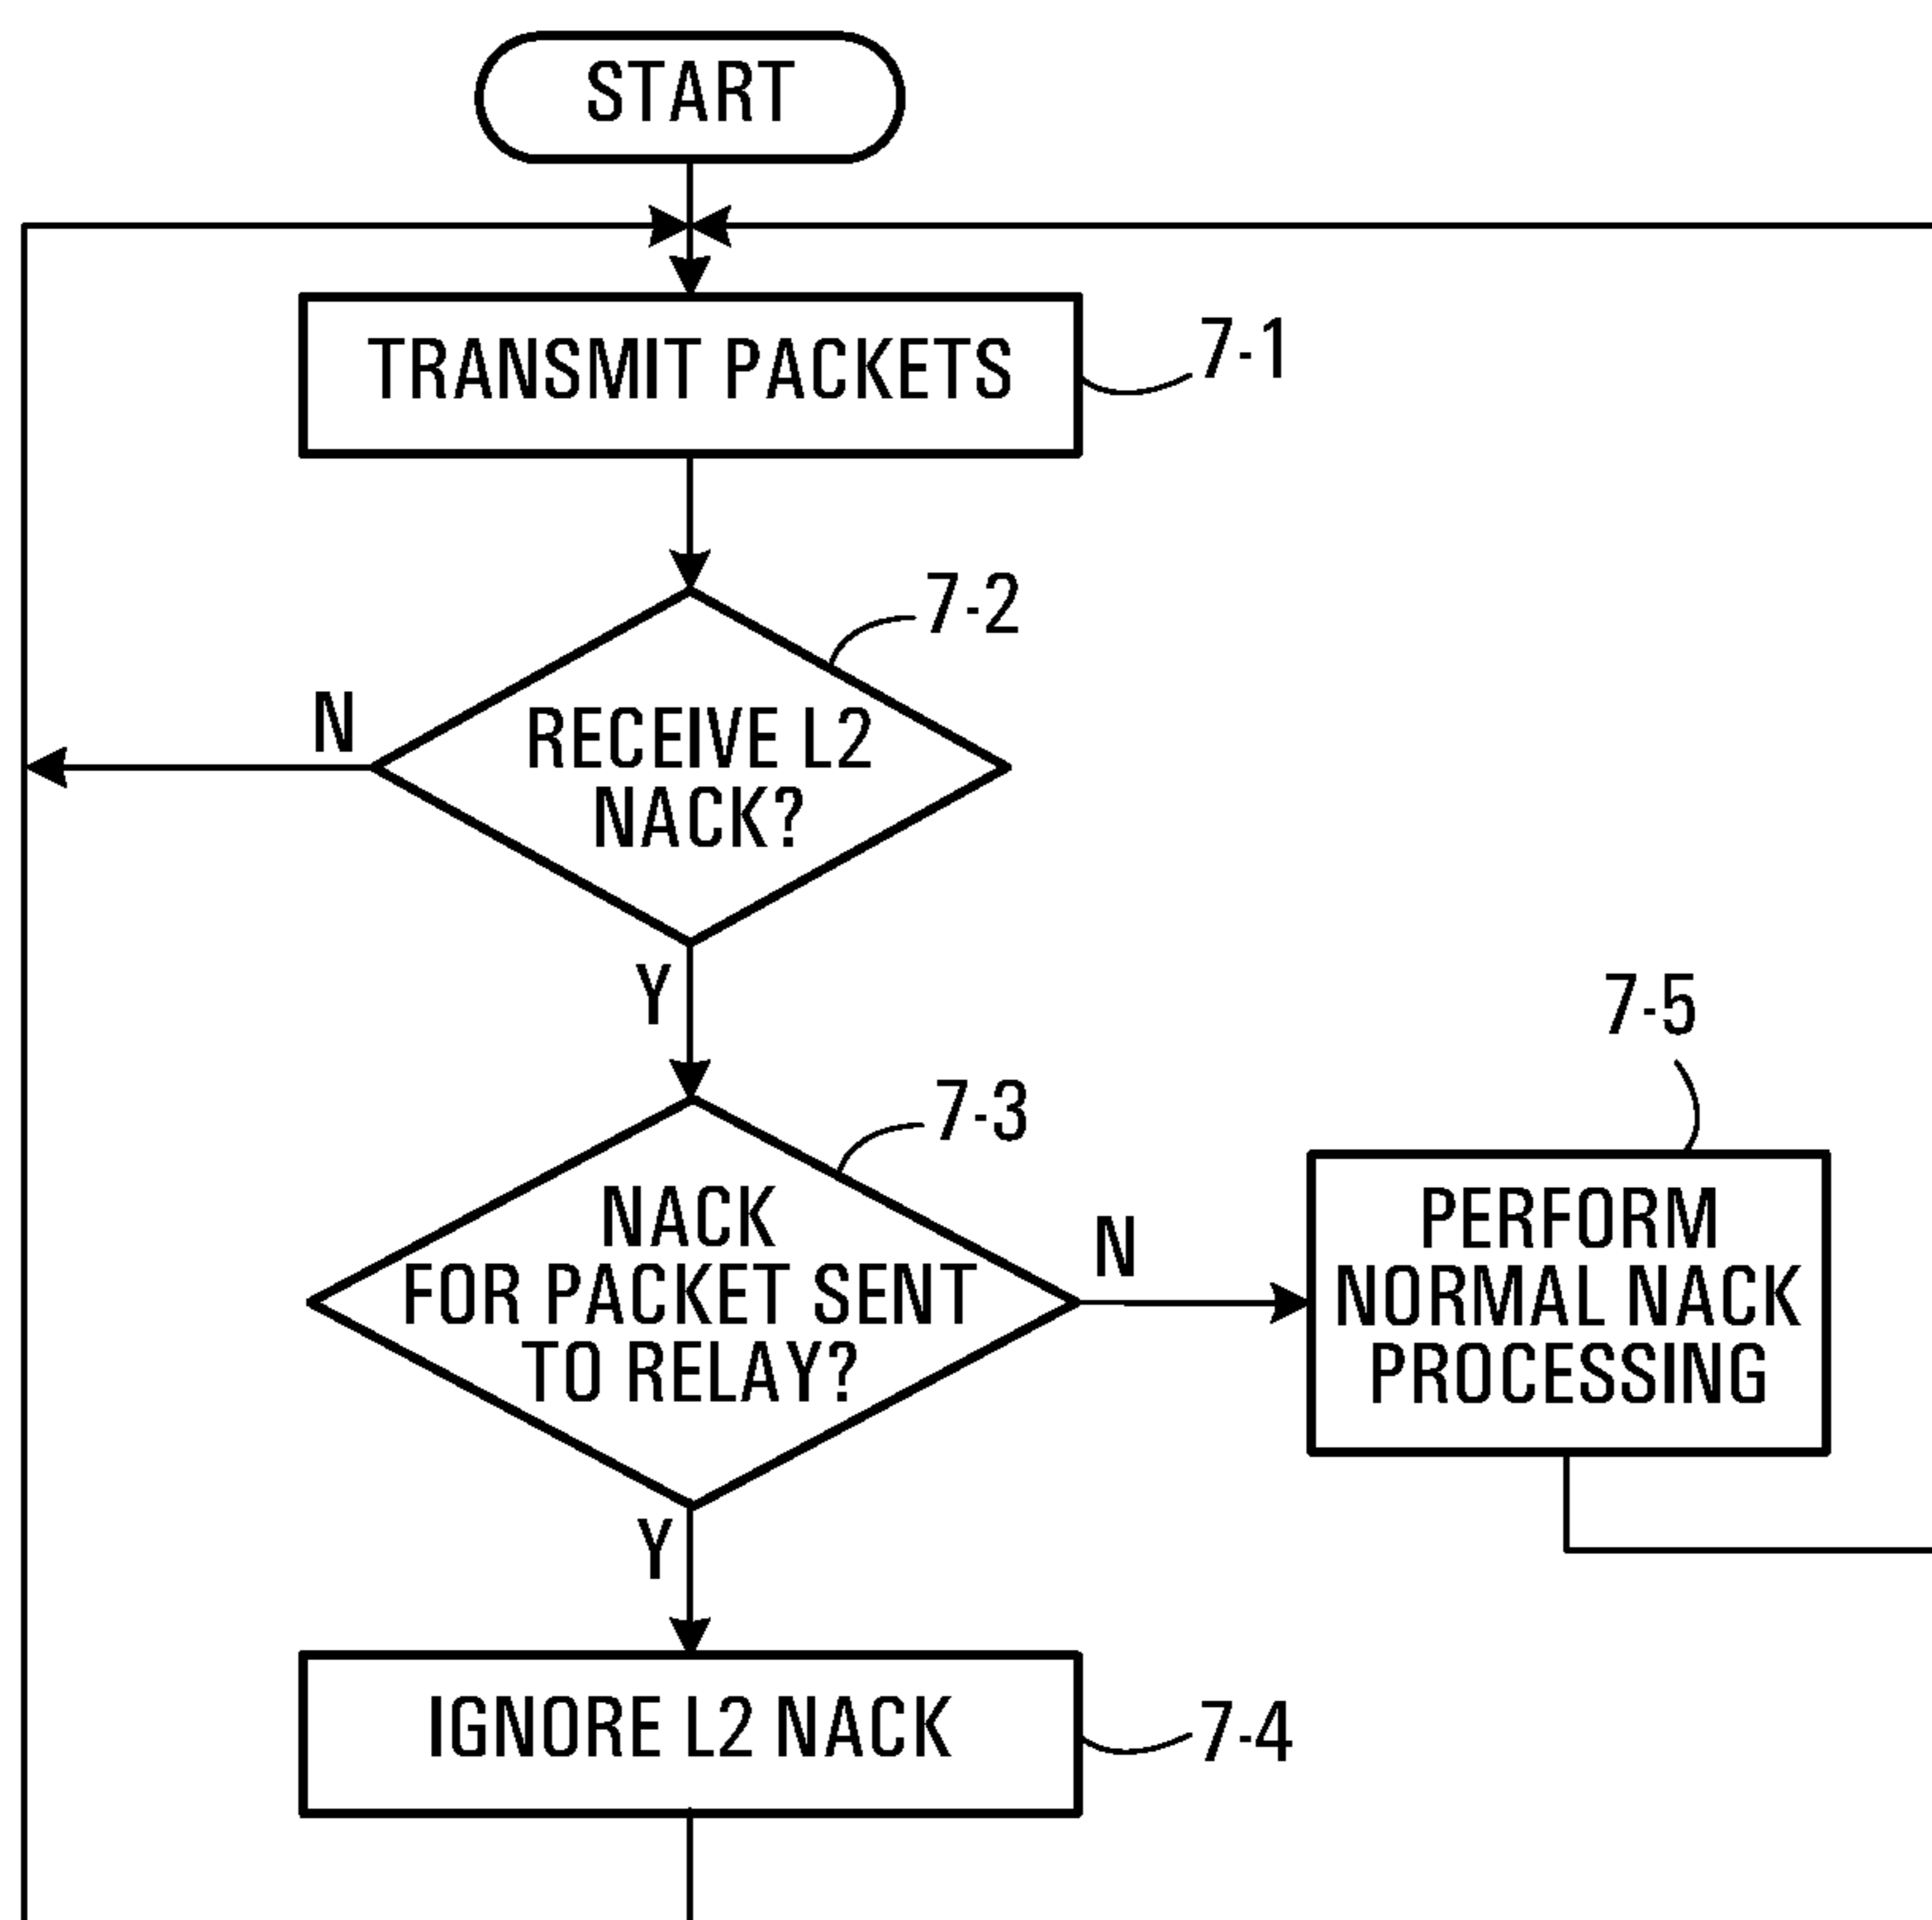 START
TRANSMIT PACKETS
7-1
7-2
N
RECEIVE L2
NACK?
Y
7-3
NACK
FOR PACKET SENT
TO RELAY?
N
7-5
PERFORM
NORMAL NACK
PROCESSING
Y
IGNORE L2 NACK
7-4